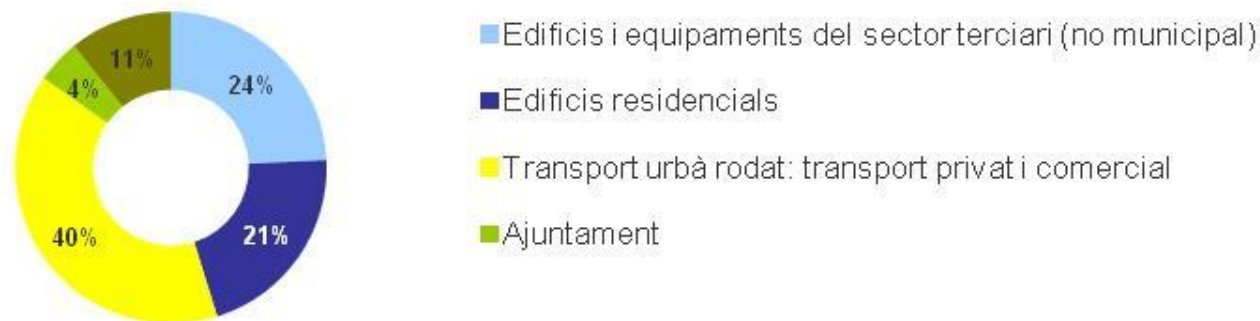 11%
4%
24%
40%
21%
Edificis i equipaments del sector terciari (no municipal)
Edificis residencials
Transport urbà rodat: transport privat i comercial
Ajuntament